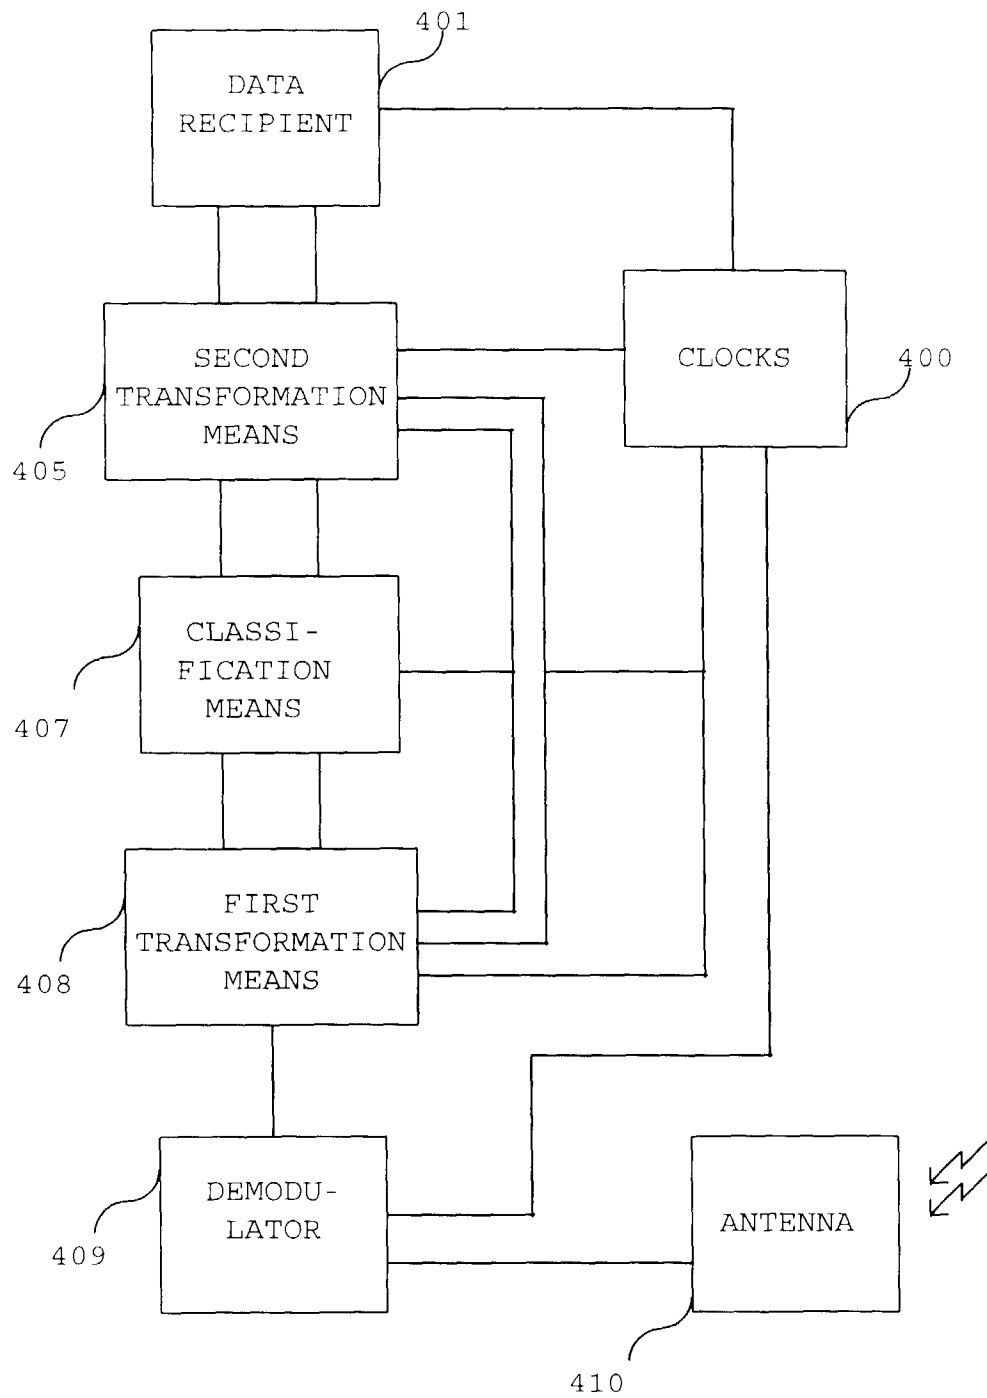 401
DATA
RECIPIENT
SECOND
TRANSFORMATION
MEANS
CLOCKS
400
405
CLASSI-
FICATION
MEANS
407
FIRST
TRANSFORMATION
MEANS
408
DEMODU-
LATOR
ANTENNA
409
410